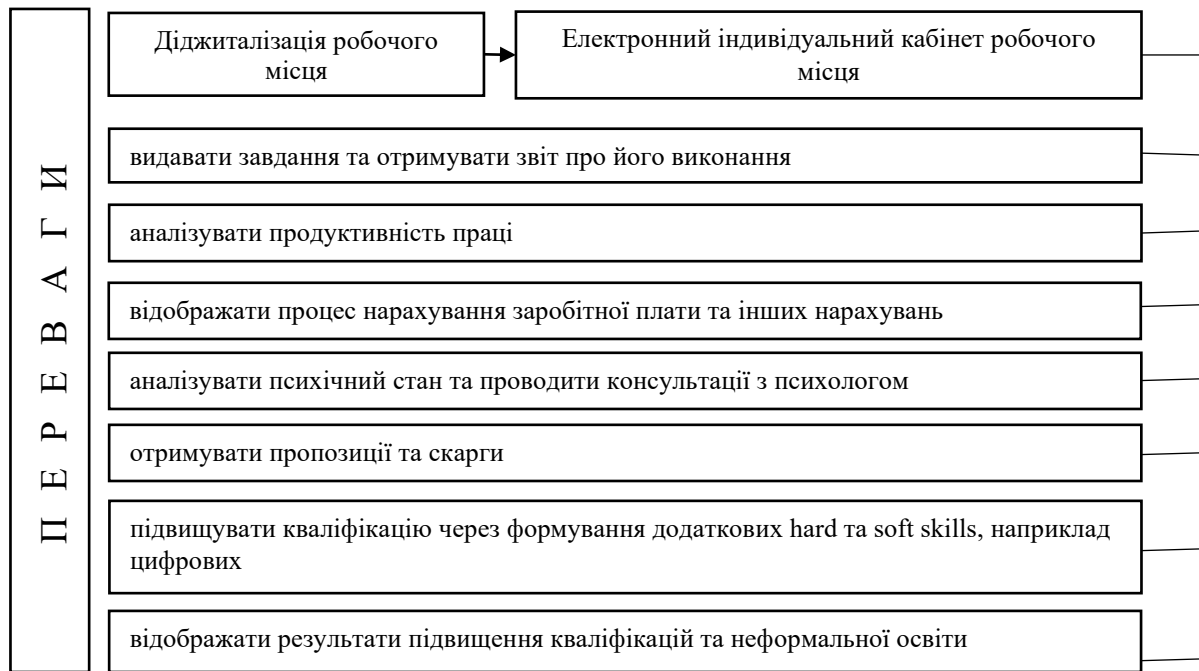 П Е Р Е В А Г И
Діджиталізація робочого
місця
Електронний індивідуальний кабінет робочого
місця
видавати завдання та отримувати звіт про його виконання
аналізувати продуктивність праці
відображати процес нарахування заробітної плати та інших нарахувань
аналізувати психічний стан та проводити консультації з психологом
отримувати пропозиції та скарги
підвищувати кваліфікацію через формування додаткових hard та soft skills, наприклад
цифрових
відображати результати підвищення кваліфікацій та неформальної освіти